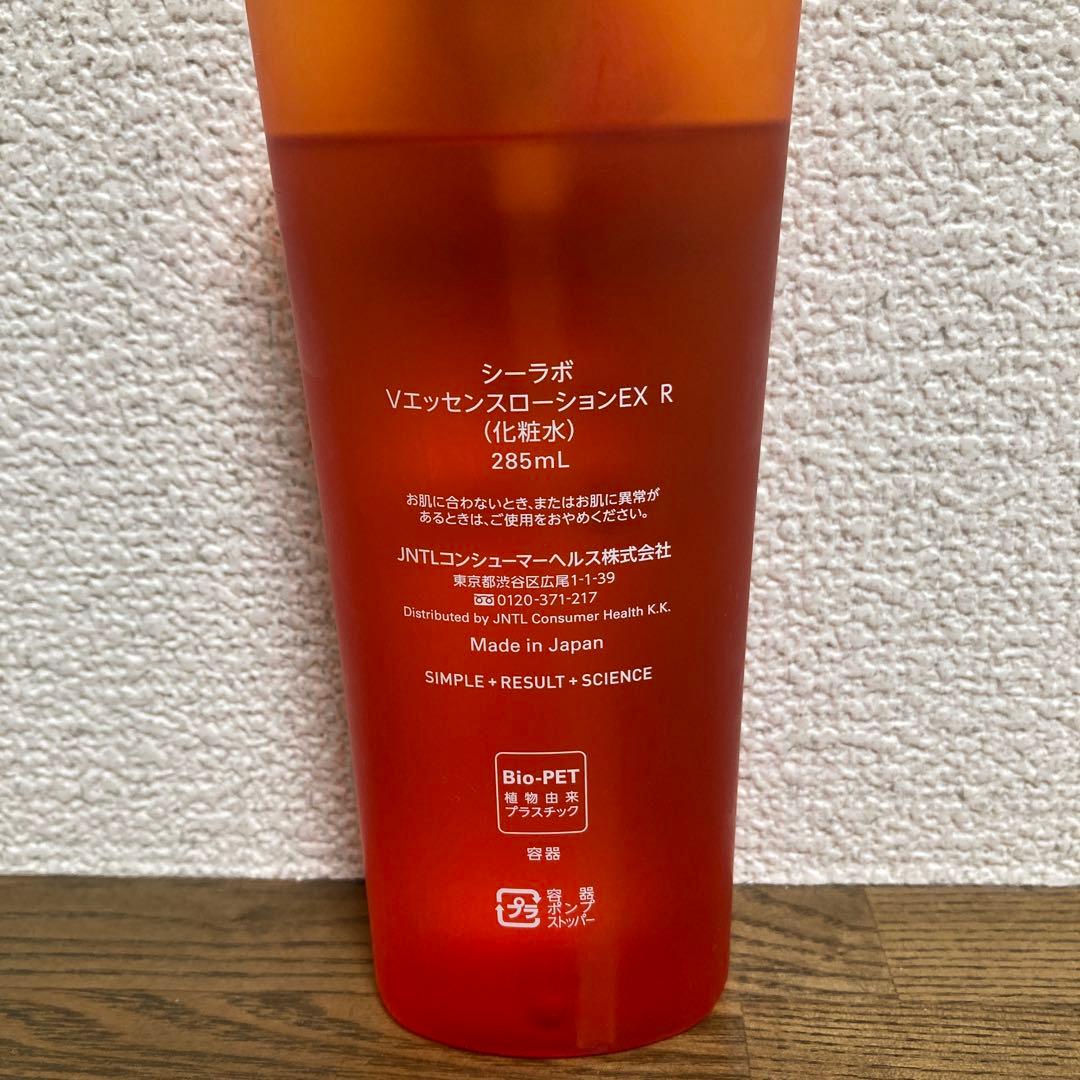 シーラボ
VエッセンスローションEX R
(化粧水)
285mL
お肌に合わないとき、またはお肌に異常が
あるときは、ご使用をおやめください。
JNTLコンシューマーヘルス株式会社
東京都渋谷区広尾1-1-39
0120-371-217
Distributed by JNTL Consumer Health K.K.
Made in Japan
SIMPLE + RESULT + SCIENCE
Bio-PET
植物由来
プラスチック
容器
プラ
容器
ポンプ
ストッパー